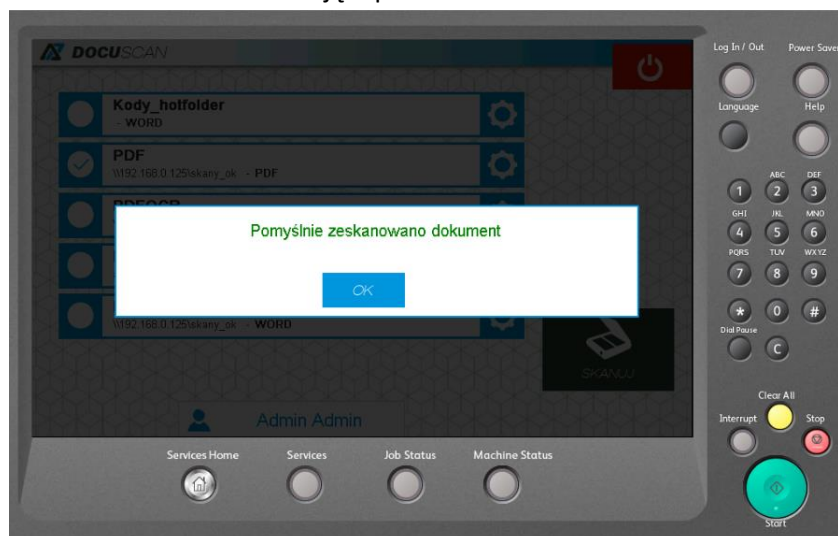 DOCUSCAN
Kody_hotfolder
- WORD
PDF
\\192.168.0.125\skany_ok - PDF
Pomyślnie zeskanowano dokument
OK
\\192.168.0.125\skany_ok - WORD
SKANUJ
Admin Admin
Services Home
Services
Job Status
Machine Status
Log In / Out
Power Saver
Language
Help
ABC
DEF
1
2
3
GHI
JKL
MNO
4
5
6
PQRS
TUV
WXYZ
7
8
9
*
0
#
Dial Pause
C
Clear All
Interrupt
Stop
Start